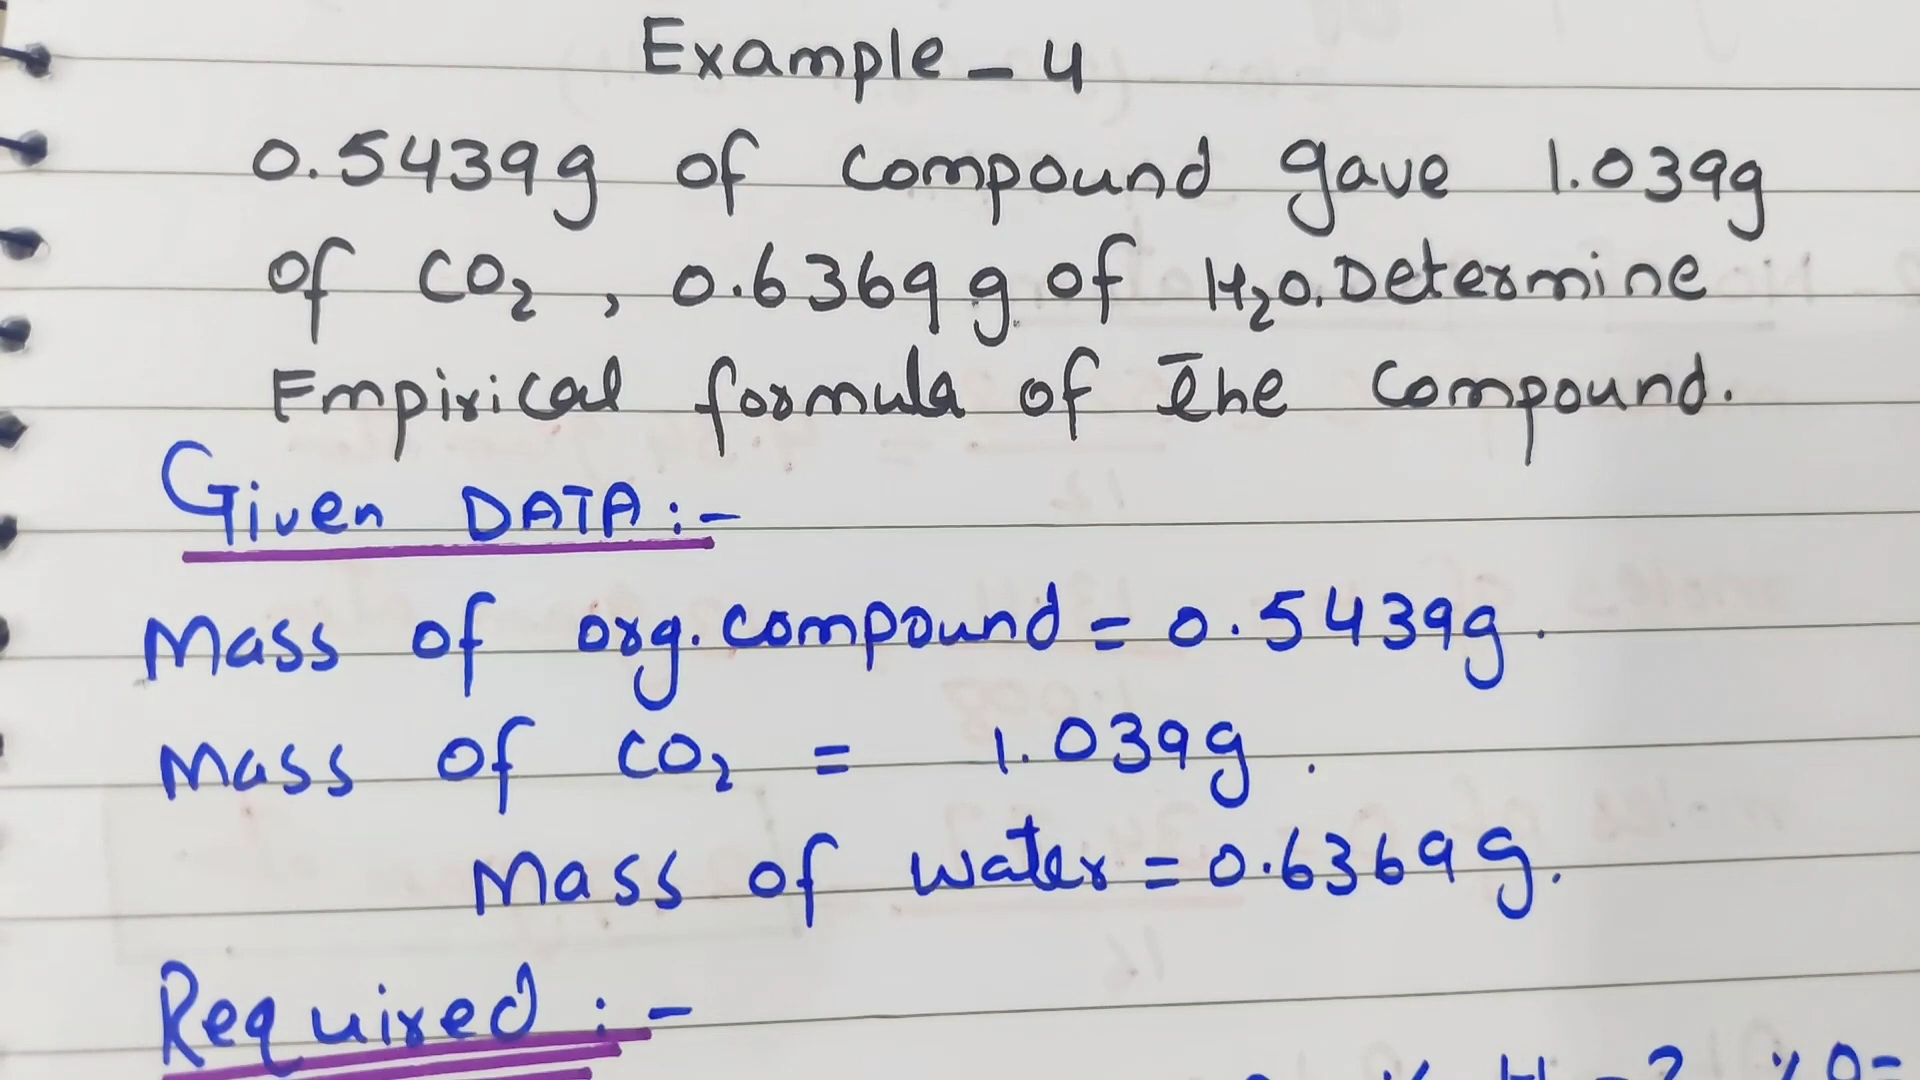 Example - 4
0.5439g of compound gave 1.039g
of CO₂, 0.6369 g of H₂O. Determine
Empirical formula of the compound.
Given DATA :-
Mass of org. compound = 0.5439g.
Mass of CO₂ = 1.039g.
Mass of water = 0.6369g.
Required :-
% H = ? % O =